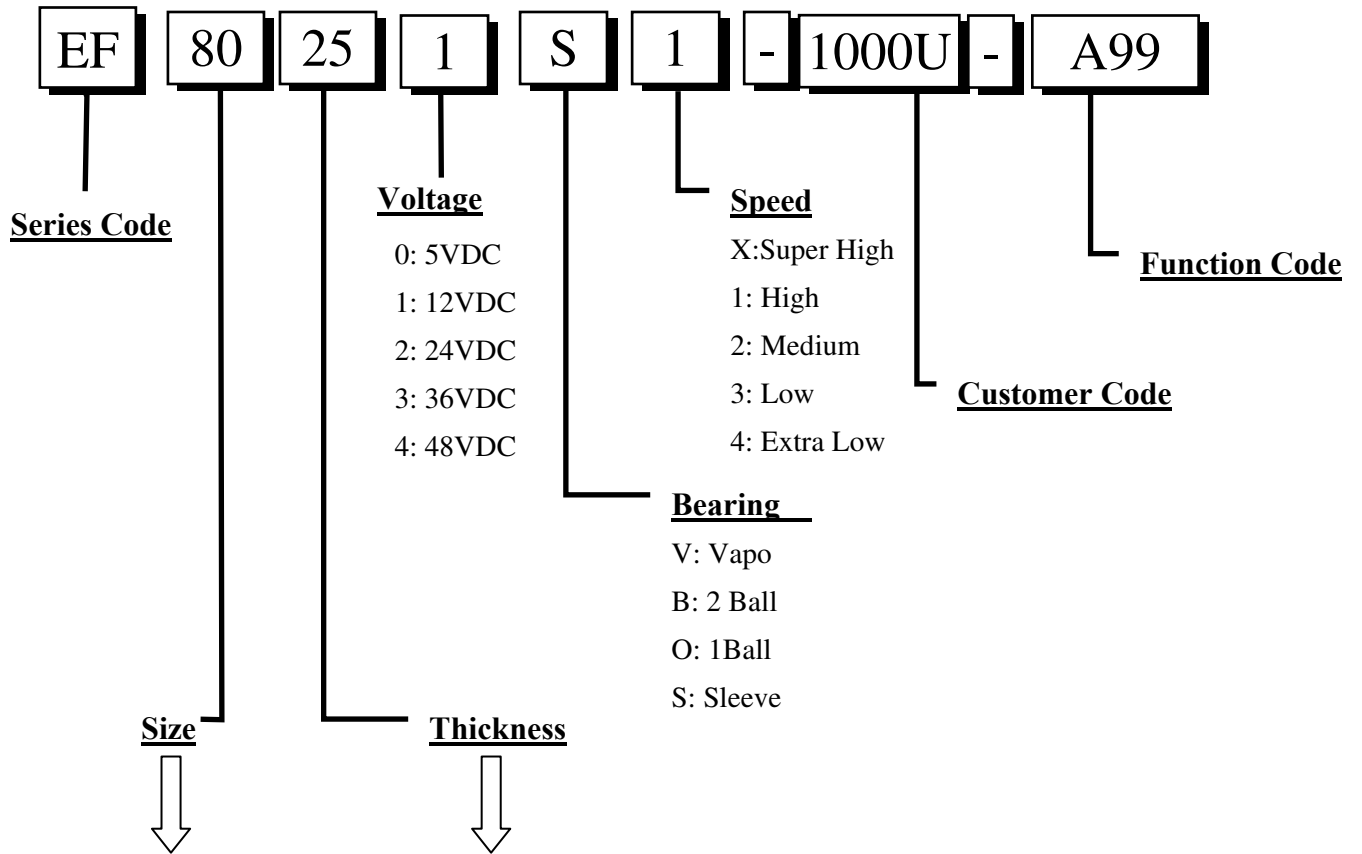 EF 80 25 1 S 1 - 1000U - A99
Series Code
Voltage
0: 5VDC
1: 12VDC
2: 24VDC
3: 36VDC
4: 48VDC
Speed
X:Super High
1: High
2: Medium
3: Low
4: Extra Low
Function Code
Customer Code
Bearing
V: Vapo
B: 2 Ball
O: 1Ball
S: Sleeve
Size
Thickness